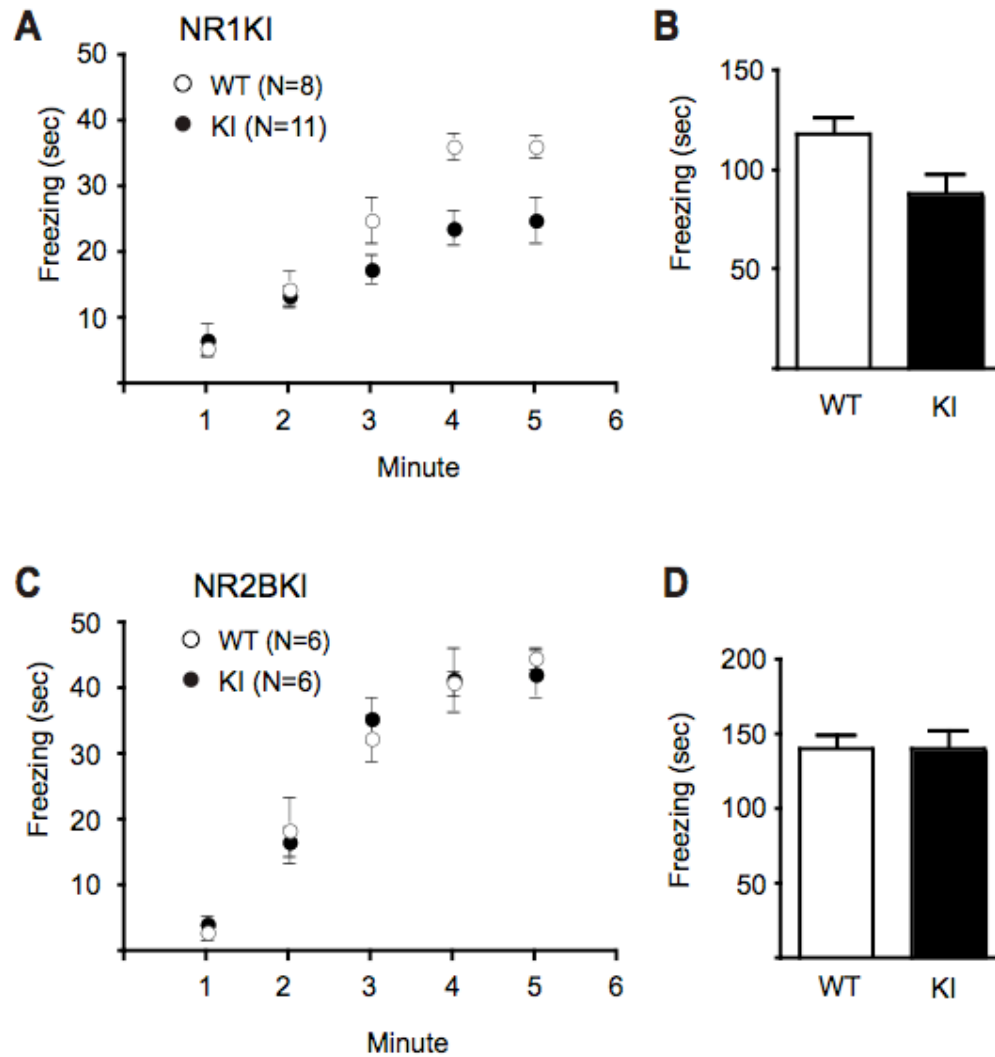 A
NR1KI
WT (N=8)
KI (N=11)
Freezing (sec)
50
40
30
20
10
1 2 3 4 5 6
Minute
B
Freezing (sec)
150
100
50
WT KI
C
NR2BKI
WT (N=6)
KI (N=6)
Freezing (sec)
50
40
30
20
10
1 2 3 4 5 6
Minute
D
Freezing (sec)
200
150
100
50
WT KI